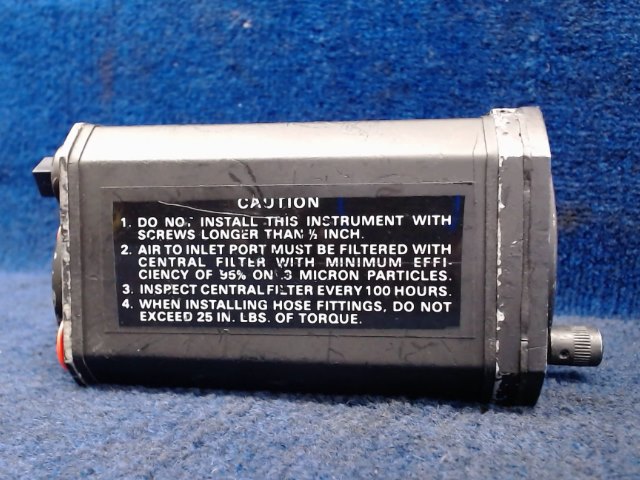 CAUTION
1. DO NOT INSTALL THIS INSTRUMENT WITH
SCREWS LONGER THAN ½ INCH.
2. AIR TO INLET PORT MUST BE FILTERED WITH
CENTRAL FILTER WITH MINIMUM EFFI-
CIENCY OF 95% ON .3 MICRON PARTICLES.
3. INSPECT CENTRAL FILTER EVERY 100 HOURS.
4. WHEN INSTALLING HOSE FITTINGS, DO NOT
EXCEED 25 IN. LBS. OF TORQUE.